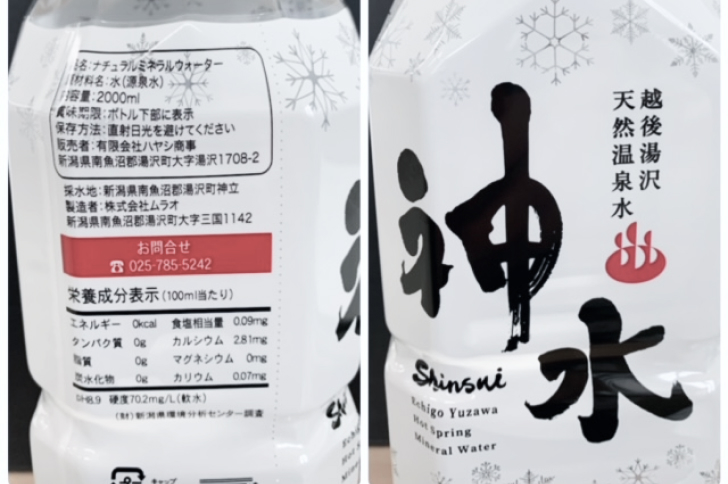 名:ナチュラルミネラルウォーター
材料名:水(源泉水)
容量:2000ml
賞味期限:ボトル下部に表示
保存方法:直射日光を避けてください
販売者:有限会社ハヤシ商事
新潟県南魚沼郡湯沢町大字湯沢1708-2
採水地:新潟県南魚沼郡湯沢町神立
製造者:株式会社ムラオ
新潟県南魚沼郡湯沢町大字三国1142
お問合せ
☎025-785-5242
栄養成分表示(100ml当たり)
エネルギー 0kcal 食塩相当量 0.09mg
タンパク質 0g カルシウム 2.81mg
脂質 0g マグネシウム 0mg
炭水化物 0g カリウム 0.07mg
PH8.9 硬度70.2mg/L(軟水)
(財)新潟県環境分析センター調査
キャップ
越後湯沢
天然温泉水
神水
Shinsui
Echigo Yuzawa
Hot Spring
Mineral Water